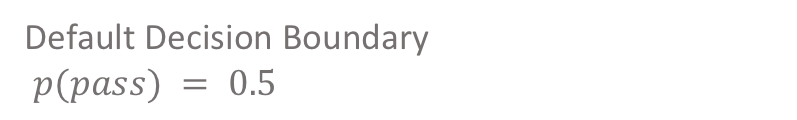 Default Decision Boundary
p(pass) = 0.5